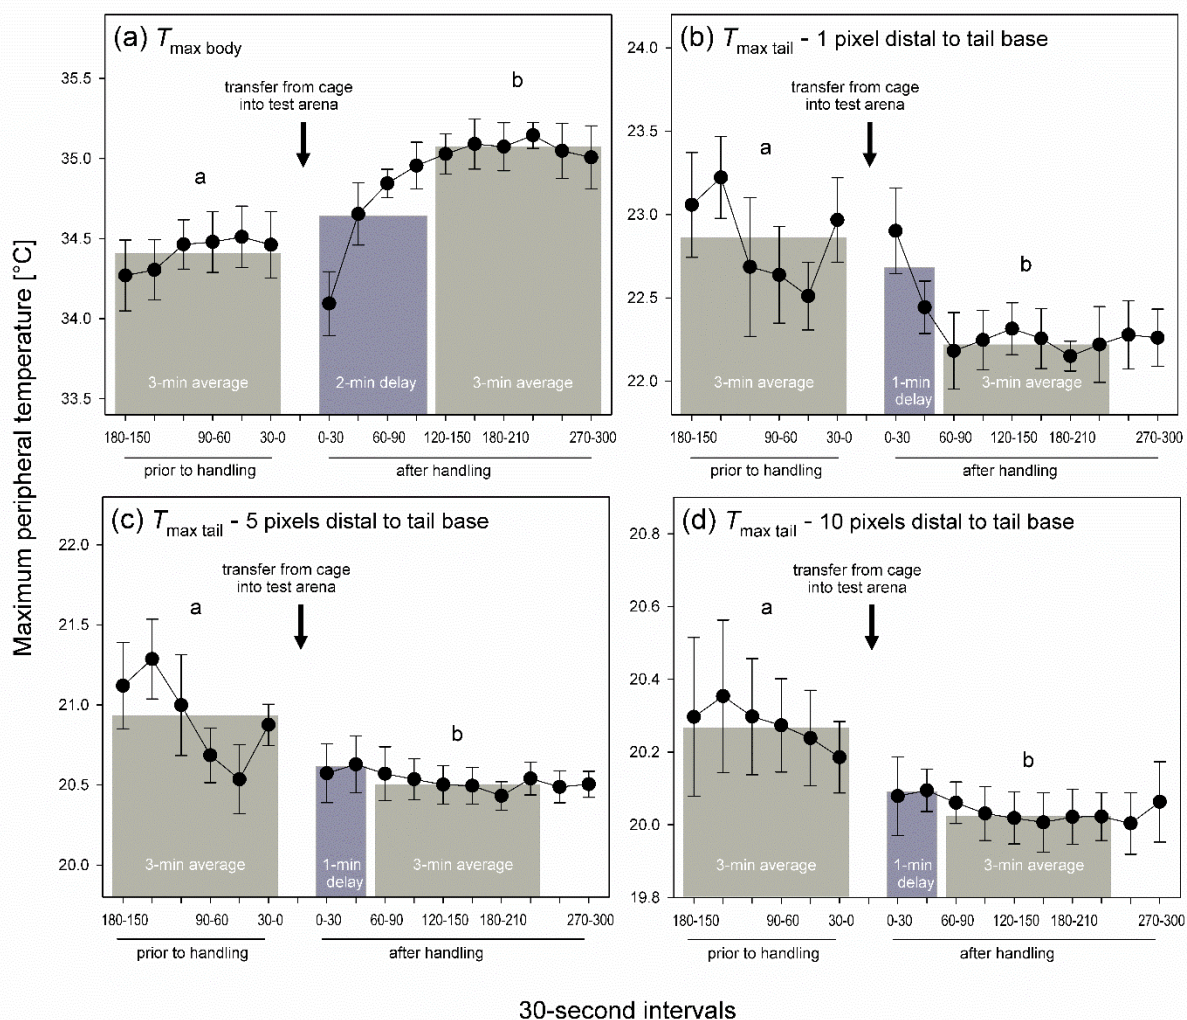 Maximum peripheral temperature [°C]
(a) T max body
transfer from cage
into test arena
a
b
35.5
35.0
34.5
34.0
33.5
3-min average
2-min delay
3-min average
180-150
90-60
30-0
0-30
60-90
120-150
180-210
270-300
prior to handling
after handling
(b) T max tail - 1 pixel distal to tail base
transfer from cage
into test arena
a
b
24.0
23.5
23.0
22.5
22.0
3-min average
1-min
delay
3-min average
180-150
90-60
30-0
0-30
60-90
120-150
180-210
270-300
prior to handling
after handling
(c) T max tail - 5 pixels distal to tail base
transfer from cage
into test arena
a
b
22.0
21.5
21.0
20.5
20.0
3-min average
1-min
delay
3-min average
180-150
90-60
30-0
0-30
60-90
120-150
180-210
270-300
prior to handling
after handling
(d) T max tail - 10 pixels distal to tail base
transfer from cage
into test arena
a
b
20.8
20.6
20.4
20.2
20.0
19.8
3-min average
1-min
delay
3-min average
180-150
90-60
30-0
0-30
60-90
120-150
180-210
270-300
prior to handling
after handling
30-second intervals